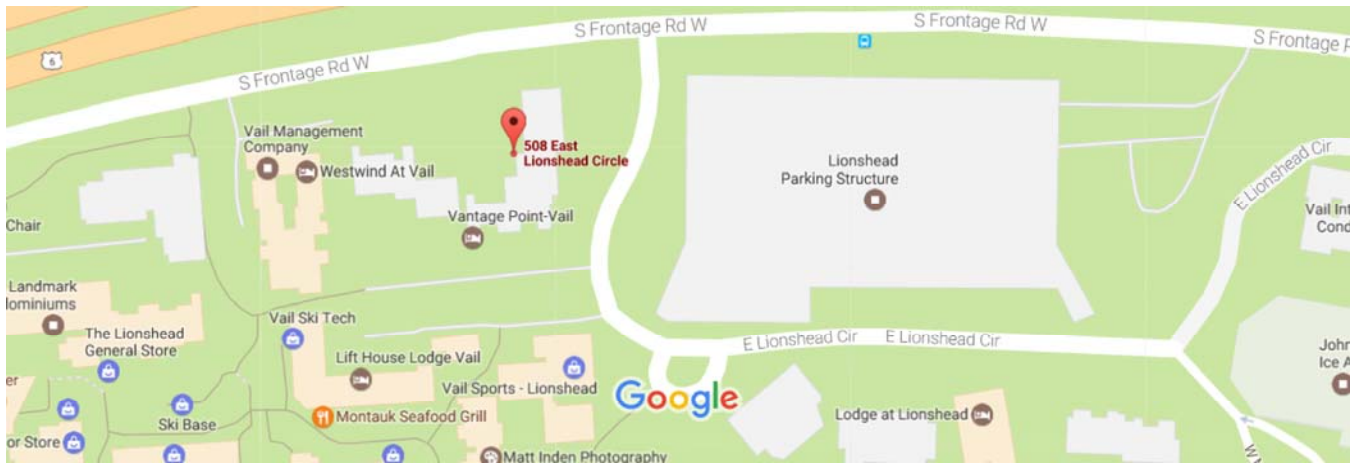 S Frontage Rd W
S Frontage Rd W
S Frontage Rd W
6
S Frontage Rd W
Vail Management
Company
508 East
Lionshead Circle
Westwind At Vail
Lionshead
Parking Structure
E Lionshead Cir
Vantage Point-Vail
Vail Int
Cond
Chair
Landmark
lominiums
Vail Ski Tech
The Lionshead
General Store
E Lionshead Cir
E Lionshead Cir
Lift House Lodge Vail
John
Ice A
er
Vail Sports - Lionshead
Google
Montauk Seafood Grill
Lodge at Lionshead
Ski Base
or Store
Matt Inden Photography